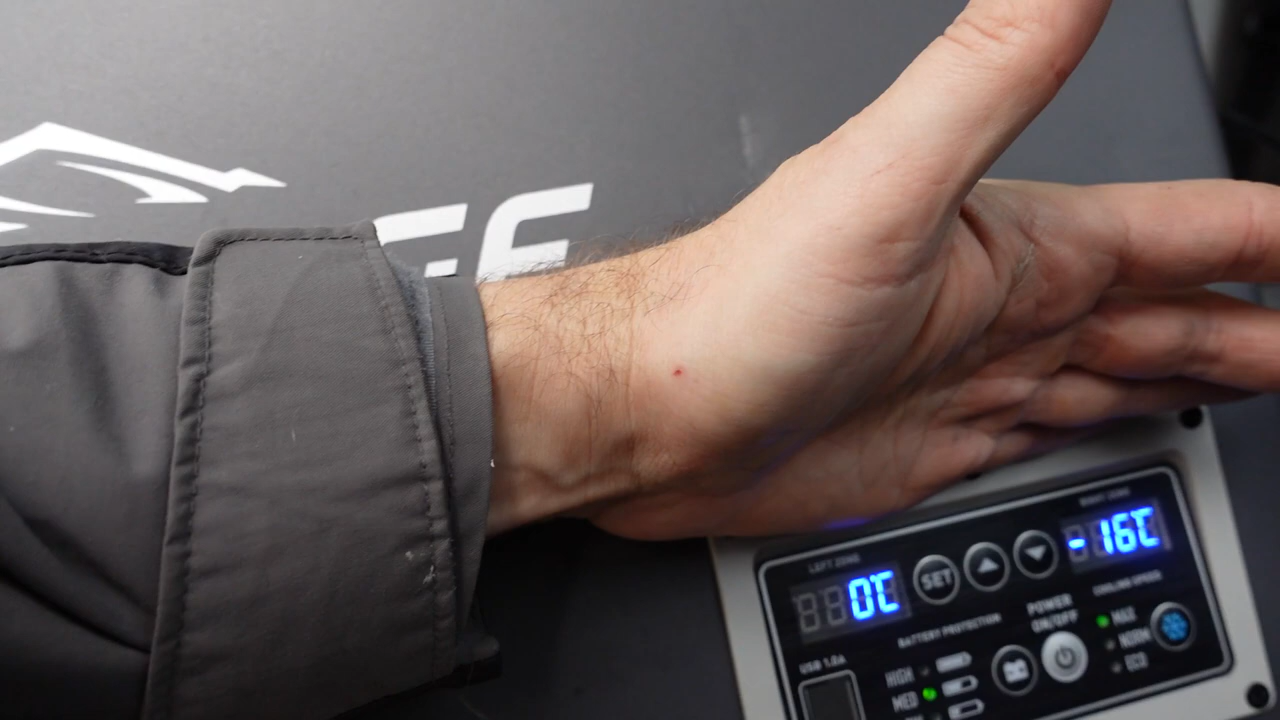 FF
LEFT ZONE
0°C
SET
RIGHT ZONE
-16°C
BATTERY PROTECTION
POWER
ON/OFF
COOLING SPEED
MAX
NORM
ECO
USB 1.0A
HIGH
MED